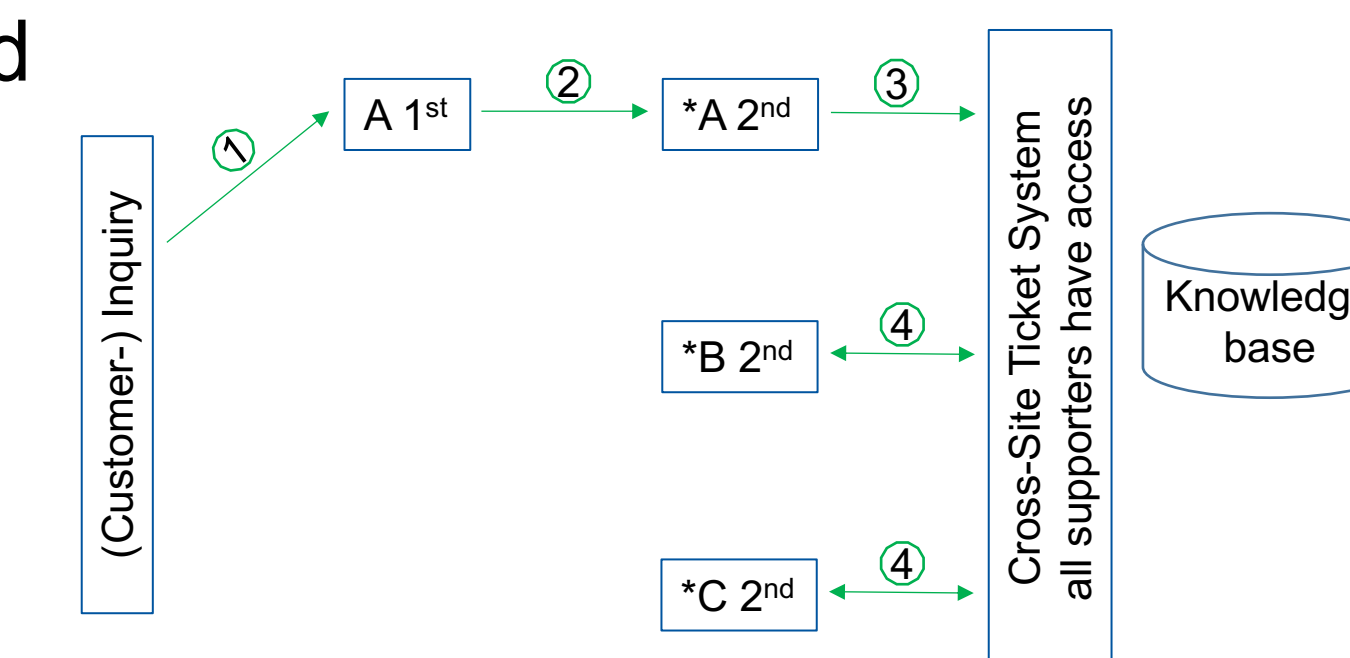 d
(Customer-) Inquiry
1
A 1st
2
*A 2nd
3
*B 2nd
4
*C 2nd
4
Cross-Site Ticket System
all supporters have access
Knowledg
base